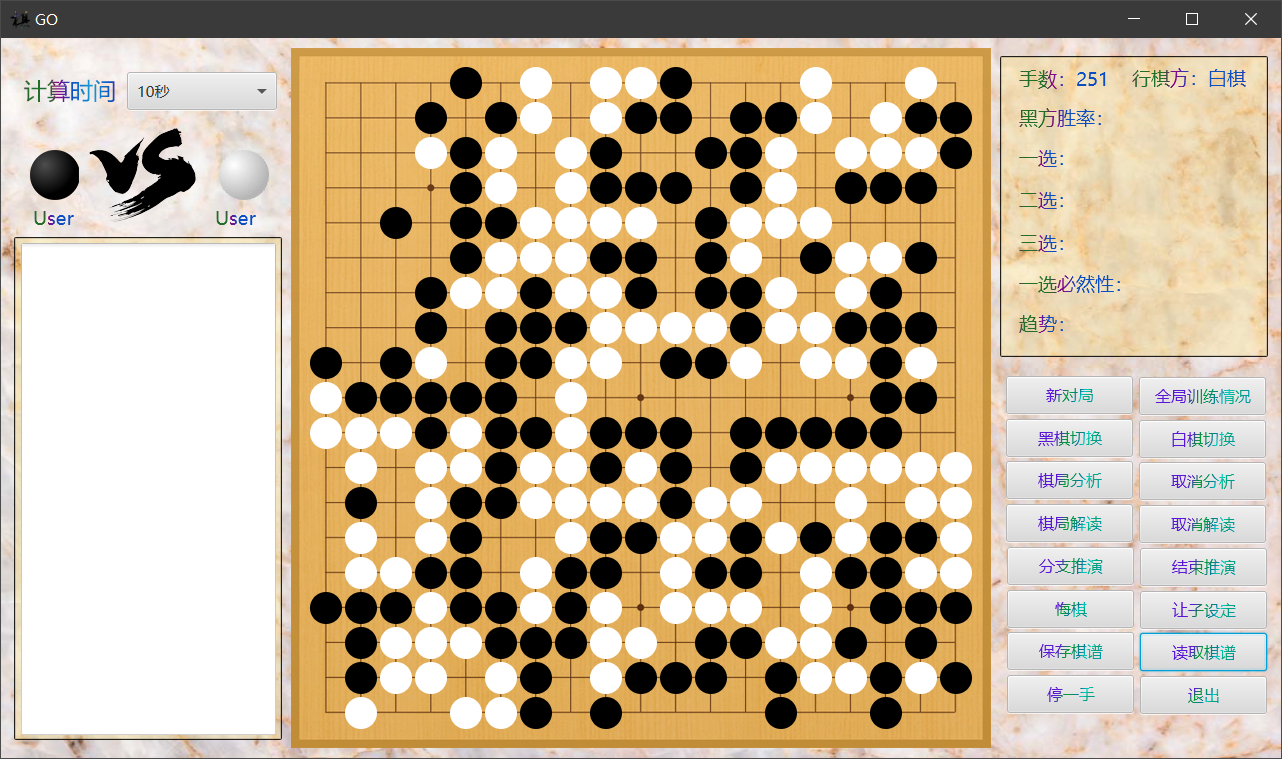 GO
计算时间 10秒
VS
User User
手数：251 行棋方：白棋
黑方胜率：
一选：
二选：
三选：
一选必然性：
趋势：
新对局 全局训练情况
黑棋切换 白棋切换
棋局分析 取消分析
棋局解读 取消解读
分支推演 结束推演
悔棋 让子设定
保存棋谱 读取棋谱
停一手 退出